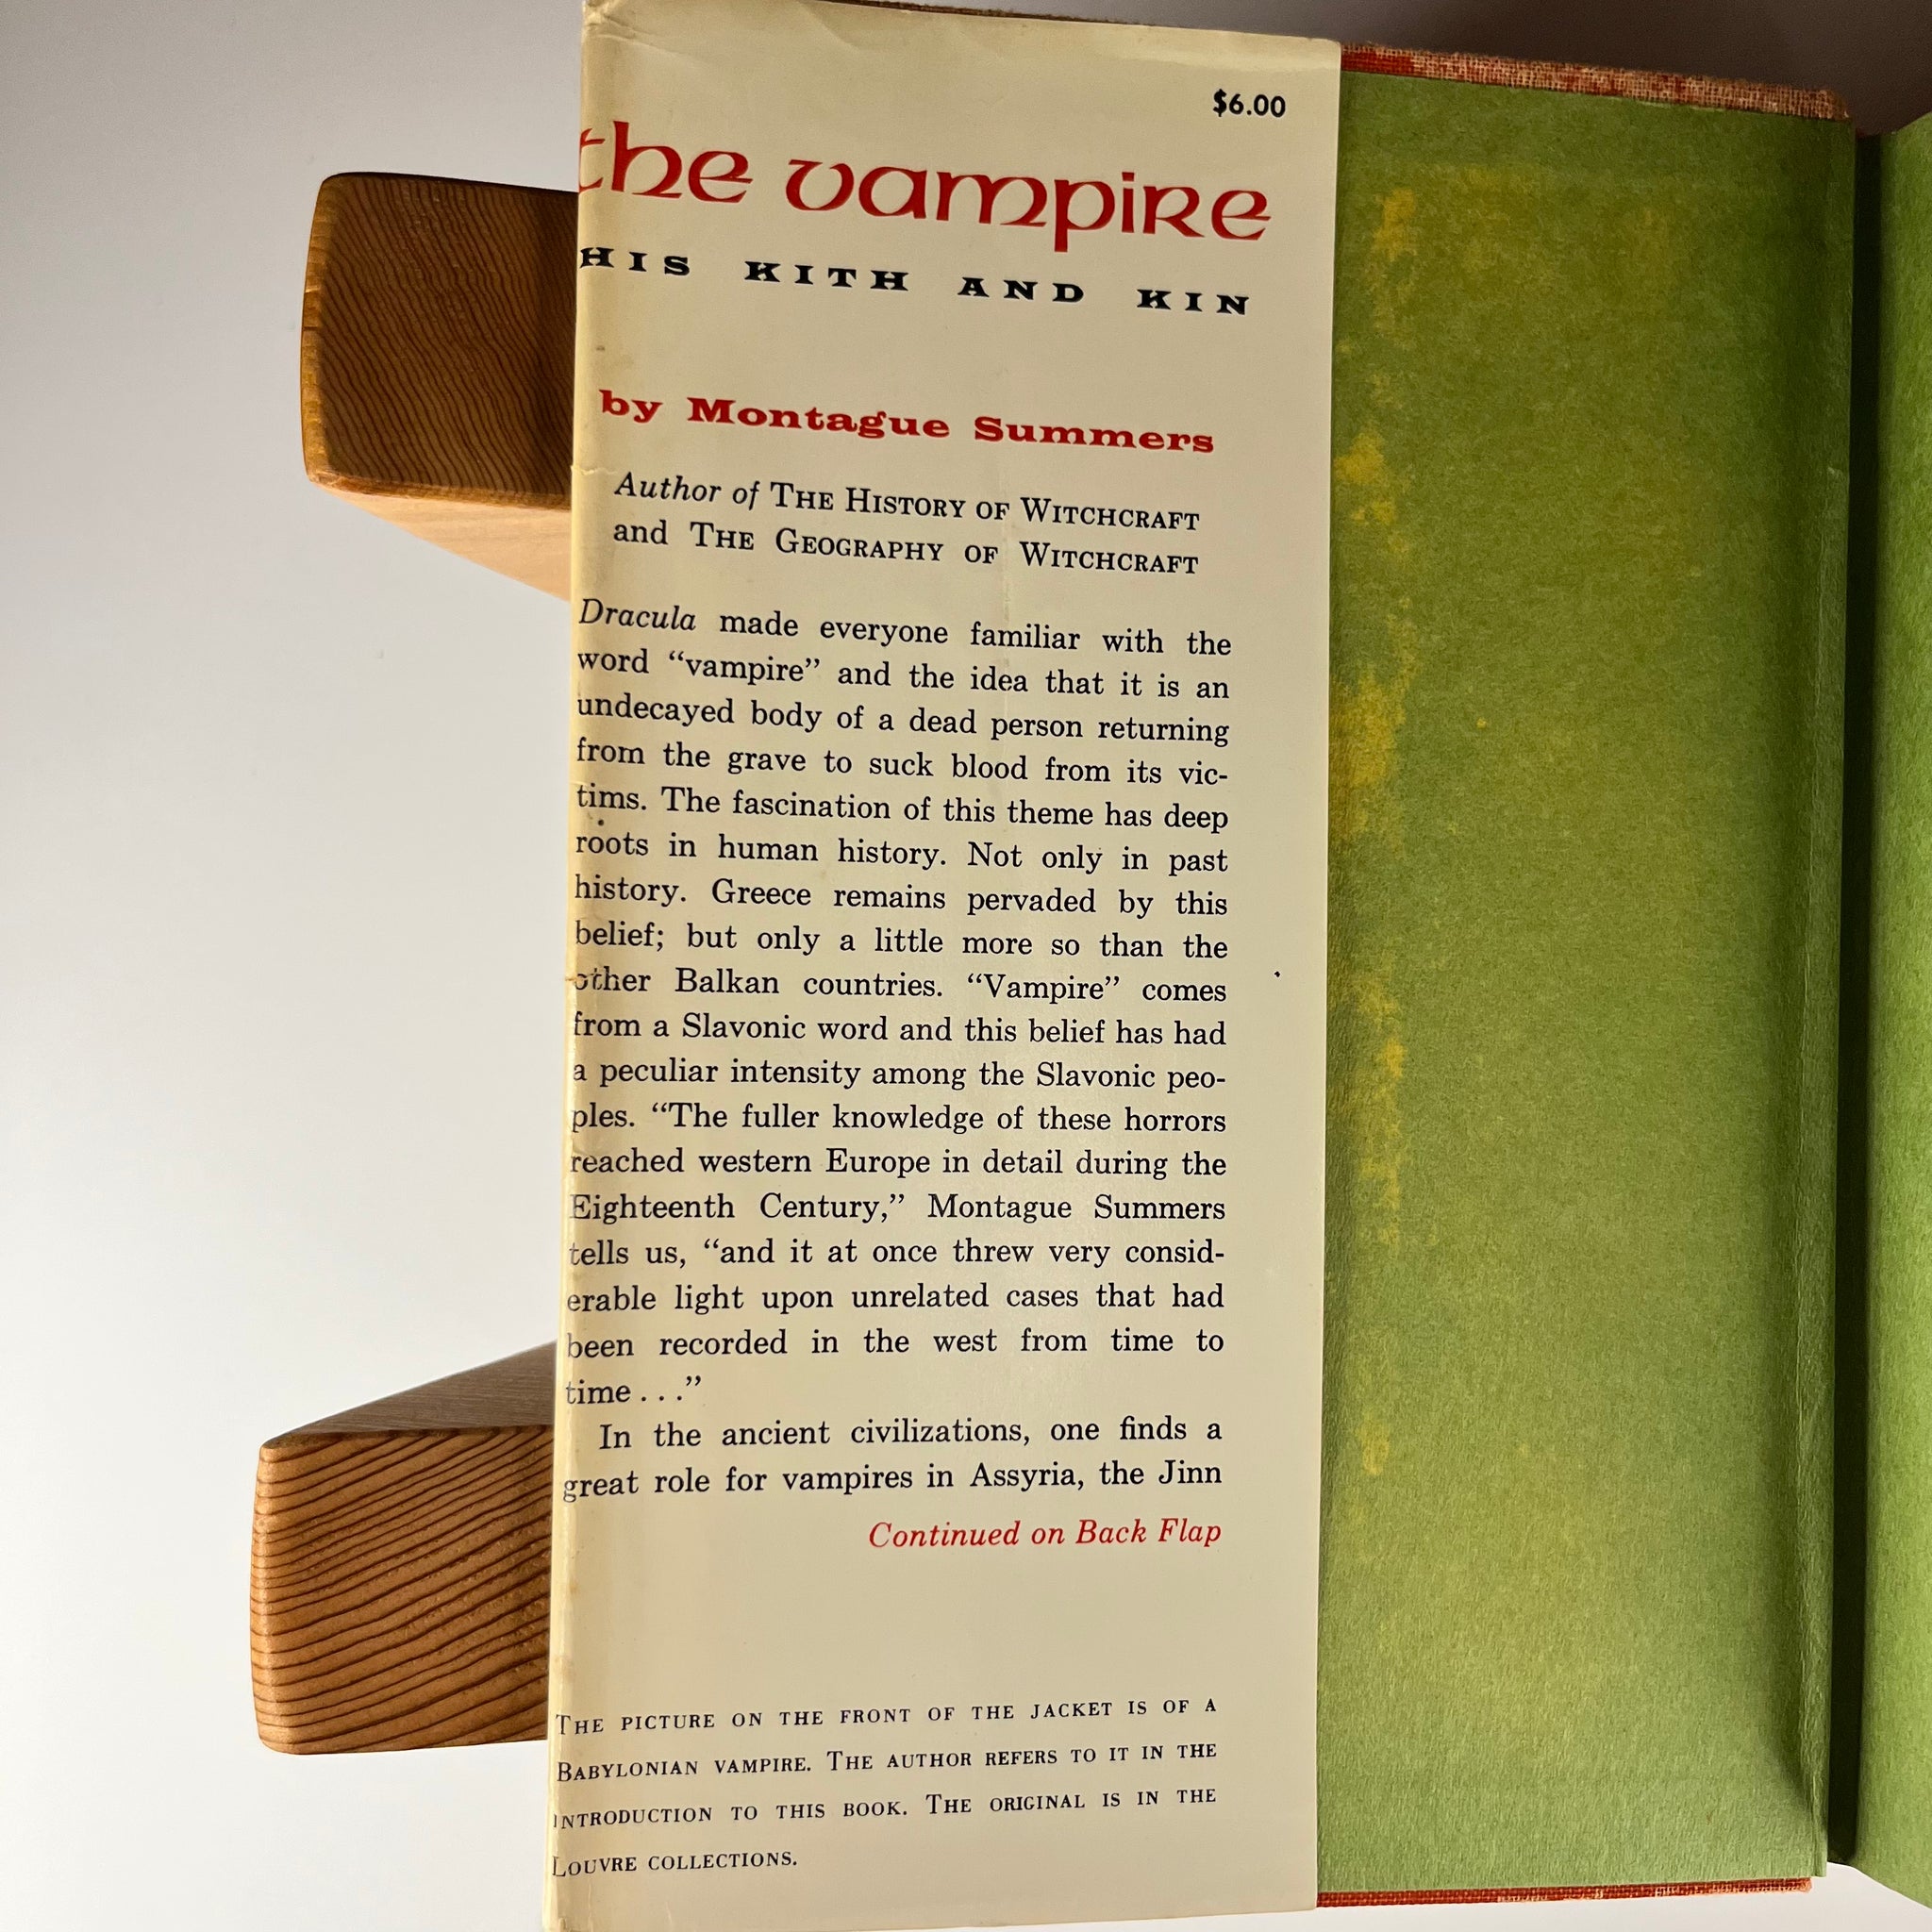 $6.00
the vampire
HIS KITH AND KIN
by Montague Summers
Author of THE HISTORY OF WITCHCRAFT
and THE GEOGRAPHY OF WITCHCRAFT
Dracula made everyone familiar with the
word “vampire” and the idea that it is an
undecayed body of a dead person returning
from the grave to suck blood from its vic-
tims. The fascination of this theme has deep
roots in human history. Not only in past
history. Greece remains pervaded by this
belief; but only a little more so than the
other Balkan countries. “Vampire” comes
from a Slavonic word and this belief has had
a peculiar intensity among the Slavonic peo-
ples. “The fuller knowledge of these horrors
reached western Europe in detail during the
Eighteenth Century,” Montague Summers
tells us, “and it at once threw very consid-
erable light upon unrelated cases that had
been recorded in the west from time to
time . . .”
In the ancient civilizations, one finds a
great role for vampires in Assyria, the Jinn
Continued on Back Flap
THE PICTURE ON THE FRONT OF THE JACKET IS OF A
BABYLONIAN VAMPIRE. THE AUTHOR REFERS TO IT IN THE
INTRODUCTION TO THIS BOOK. THE ORIGINAL IS IN THE
LOUVRE COLLECTIONS.